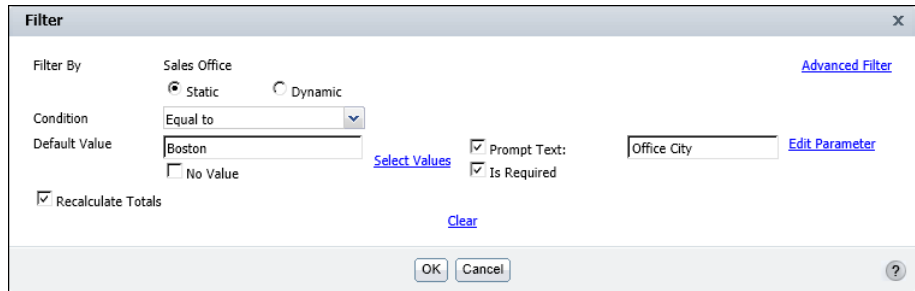 Filter x
Filter By Sales Office Advanced Filter
Static Dynamic
Condition Equal to
Default Value Boston Select Values Prompt Text: Office City Edit Parameter
No Value Is Required
Recalculate Totals
Clear
OK Cancel ?